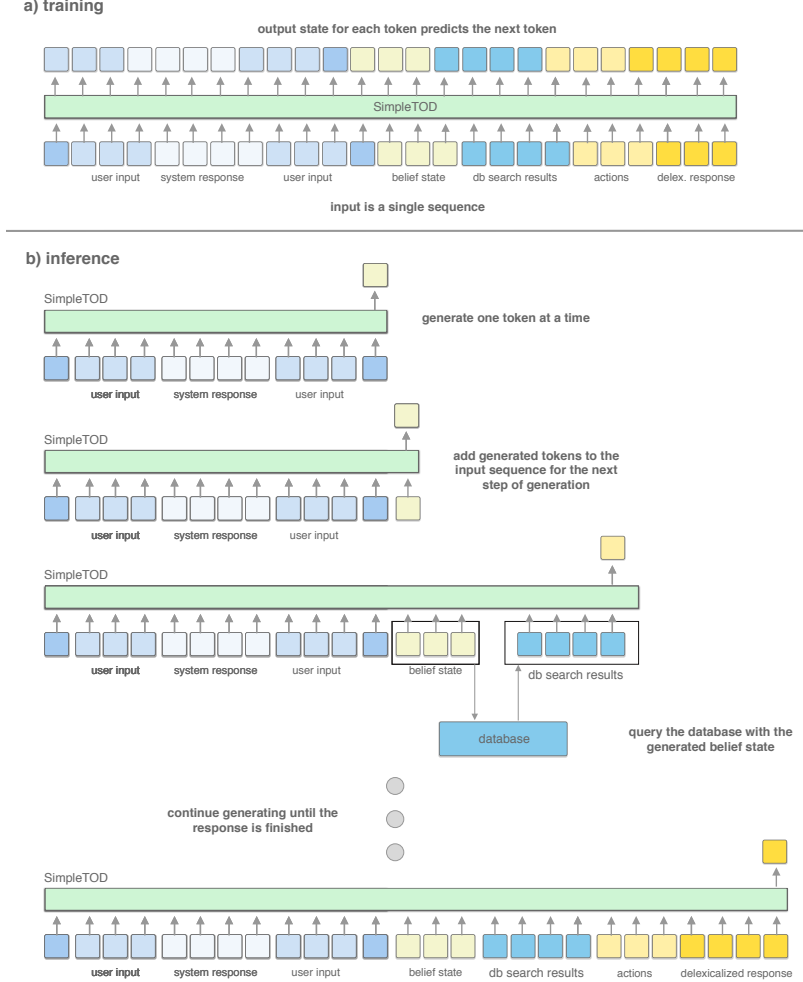 a) training
output state for each token predicts the next token
SimpleTOD
user input system response user input belief state db search results actions delex. response
input is a single sequence
b) inference
SimpleTOD
generate one token at a time
user input system response user input
SimpleTOD
add generated tokens to the
input sequence for the next
step of generation
user input system response user input
SimpleTOD
user input system response user input belief state db search results
database
query the database with the
generated belief state
continue generating until the
response is finished
SimpleTOD
user input system response user input belief state db search results actions delexicalized response